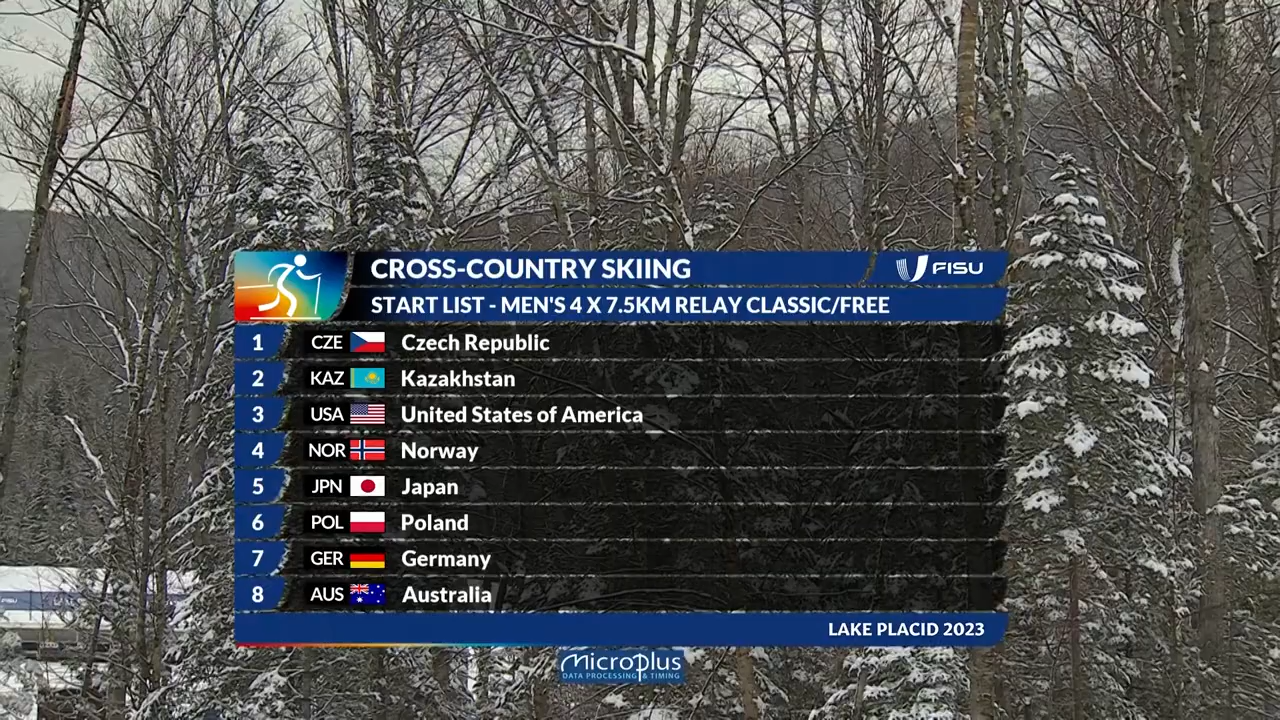 CROSS-COUNTRY SKIING
FISU
START LIST - MEN'S 4 X 7.5KM RELAY CLASSIC/FREE
1 CZE Czech Republic
2 KAZ Kazakhstan
3 USA United States of America
4 NOR Norway
5 JPN Japan
6 POL Poland
7 GER Germany
8 AUS Australia
LAKE PLACID 2023
Microplus
DATA PROCESSING & TIMING
FISU